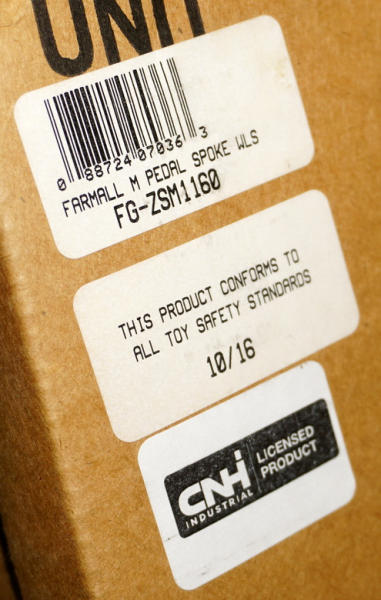 UNIT
0 88724 07036 3
FARMALL M PEDAL SPOKE WLS
FG-ZSM1160
THIS PRODUCT CONFORMS TO
ALL TOY SAFETY STANDARDS
10/16
CNH
INDUSTRIAL
LICENSED
PRODUCT